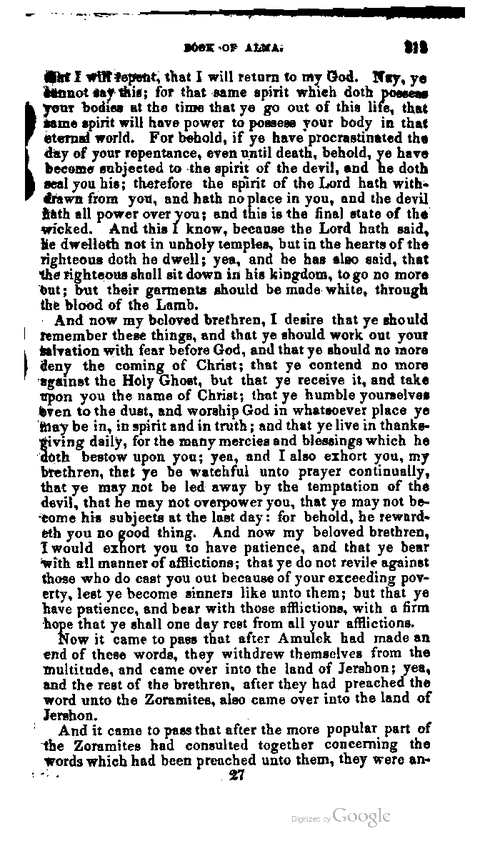 BOOK OF ALMA. 313
that I will repent, that I will return to my God. Nay, ye
cannot say this; for that same spirit which doth possess
your bodies at the time that ye go out of this life, that
same spirit will have power to possess your body in that
eternal world. For behold, if ye have procrastinated the
day of your repentance, even until death, behold, ye have
become subjected to the spirit of the devil, and he doth
seal you his; therefore the spirit of the Lord hath with-
drawn from you, and hath no place in you, and the devil
hath all power over you; and this is the final state of the
wicked. And this I know, because the Lord hath said,
he dwelleth not in unholy temples, but in the hearts of the
righteous doth he dwell; yea, and he has also said, that
the righteous shall sit down in his kingdom, to go no more
out; but their garments should be made white, through
the blood of the Lamb.
And now my beloved brethren, I desire that ye should
remember these things, and that ye should work out your
salvation with fear before God, and that ye should no more
deny the coming of Christ; that ye contend no more
against the Holy Ghost, but that ye receive it, and take
upon you the name of Christ; that ye humble yourselves
even to the dust, and worship God in whatsoever place ye
may be in, in spirit and in truth; and that ye live in thanks-
giving daily, for the many mercies and blessings which he
doth bestow upon you; yea, and I also exhort you, my
brethren, that ye be watchful unto prayer continually,
that ye may not be led away by the temptation of the
devil, that he may not overpower you, that ye may not be-
come his subjects at the last day: for behold, he reward-
eth you no good thing. And now my beloved brethren,
I would exhort you to have patience, and that ye bear
with all manner of afflictions; that ye do not revile against
those who do cast you out because of your exceeding pov-
erty, lest ye become sinners like unto them; but that ye
have patience, and bear with those afflictions, with a firm
hope that ye shall one day rest from all your afflictions.
Now it came to pass that after Amulek had made an
end of these words, they withdrew themselves from the
multitude, and came over into the land of Jershon; yea,
and the rest of the brethren, after they had preached the
word unto the Zoramites, also came over into the land of
Jershon.
And it came to pass that after the more popular part of
the Zoramites had consulted together concerning the
words which had been preached unto them, they were an-
27
Digitized by Google